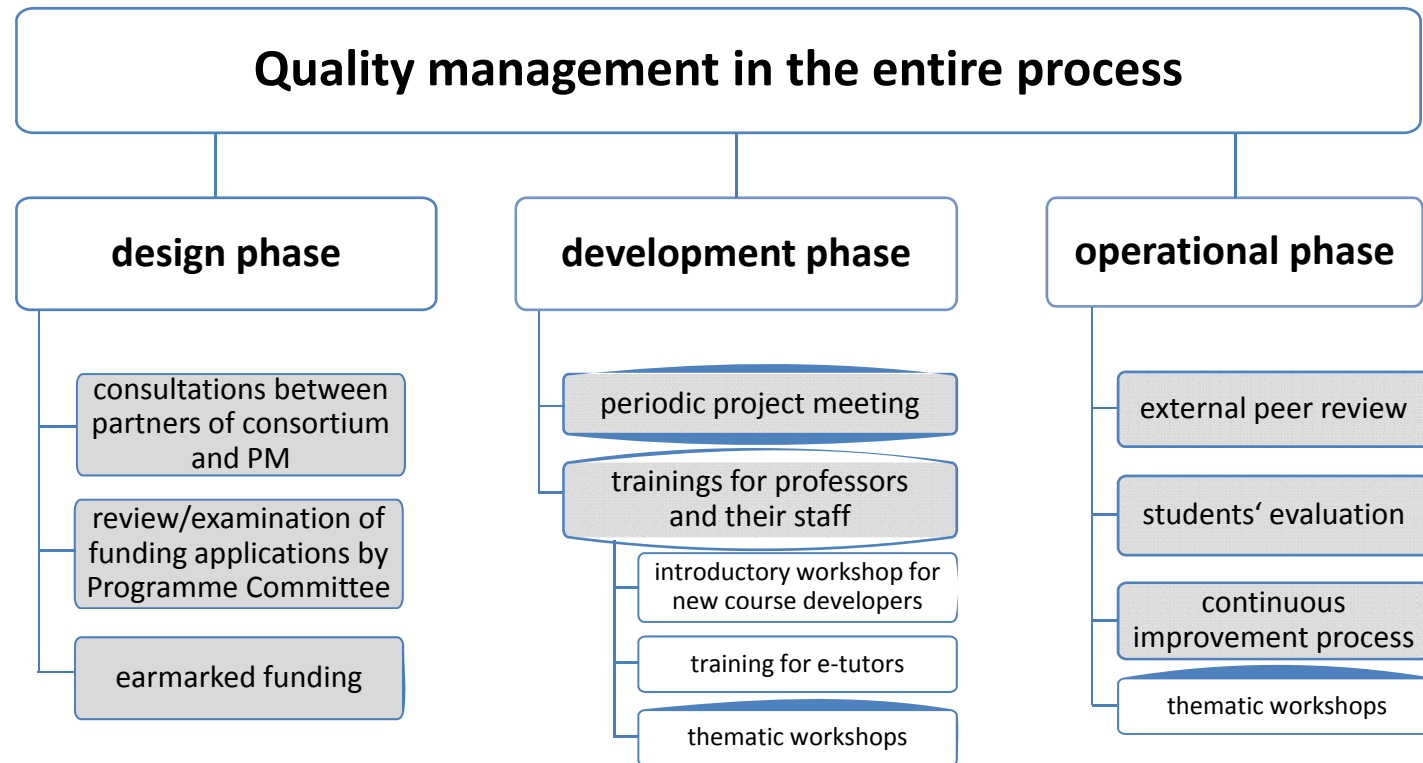 Quality management in the entire process
design phase
consultations between
partners of consortium
and PM
review/examination of
funding applications by
Programme Committee
earmarked funding
development phase
periodic project meeting
trainings for professors
and their staff
introductory workshop for
new course developers
training for e-tutors
thematic workshops
operational phase
external peer review
students‘ evaluation
continuous
improvement process
thematic workshops